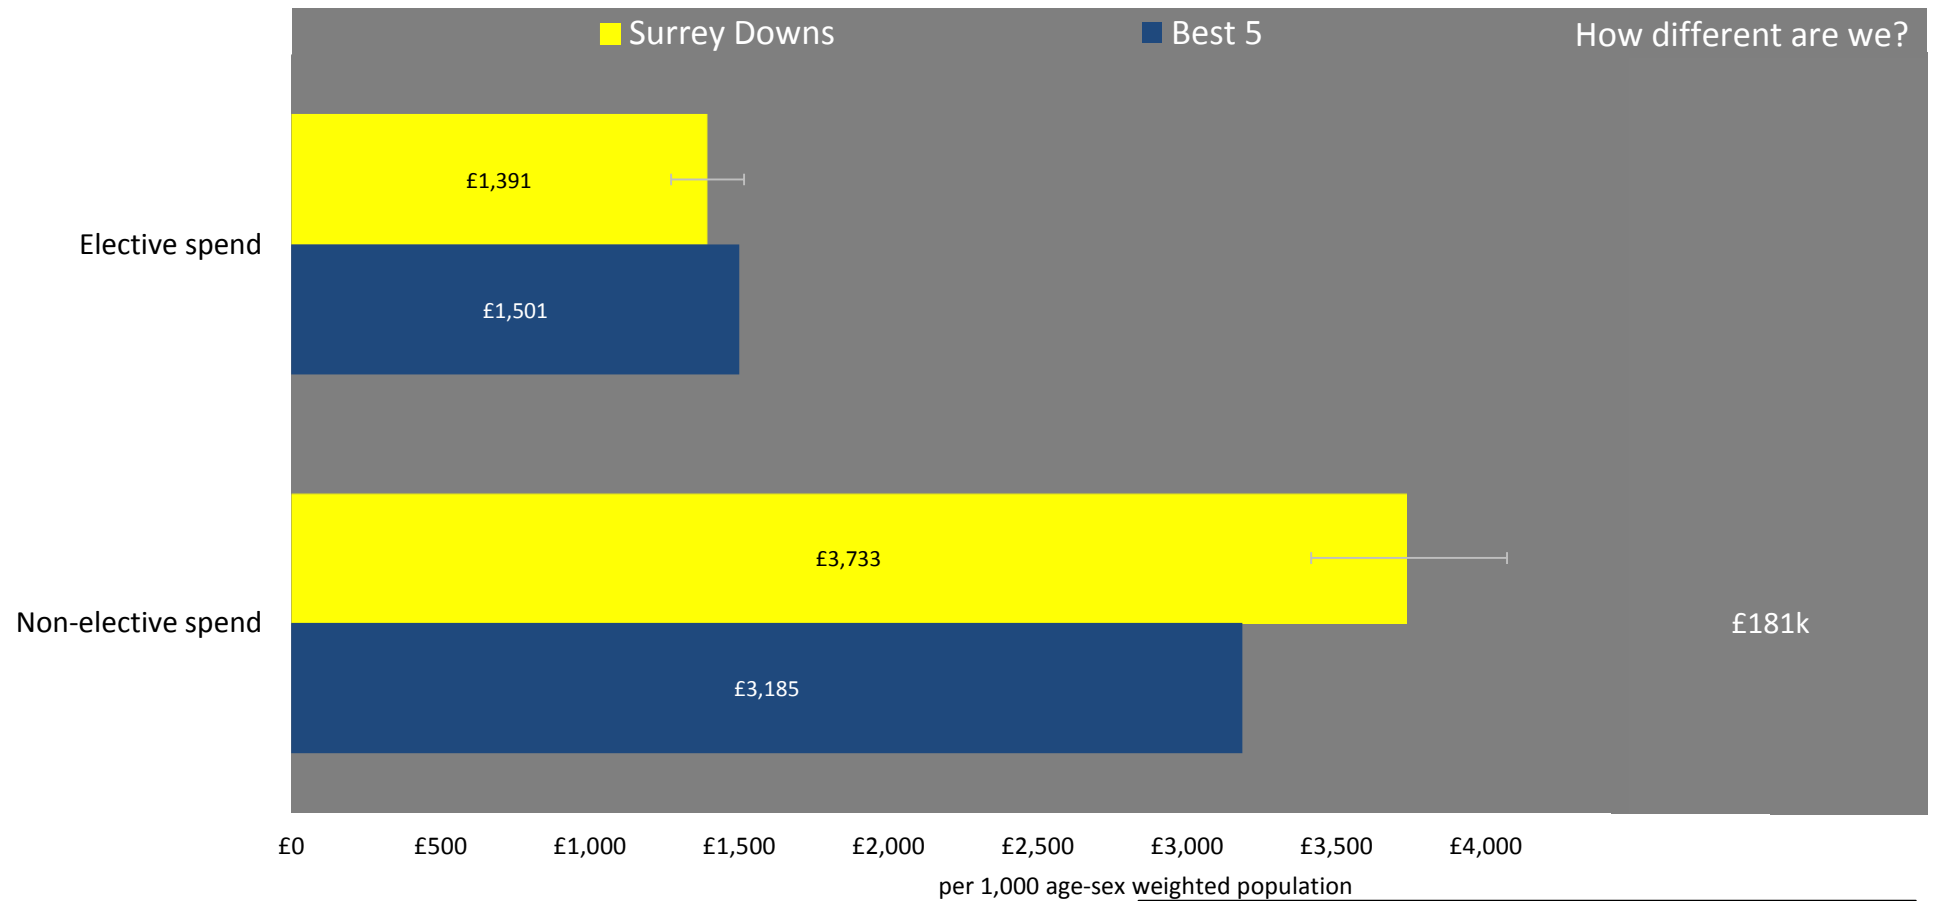 Surrey Downs
Best 5
How different are we?
£1,391
Elective spend
£1,501
£3,733
Non-elective spend
£181k
£3,185
£0 £500 £1,000 £1,500 £2,000 £2,500 £3,000 £3,500 £4,000
per 1,000 age-sex weighted population